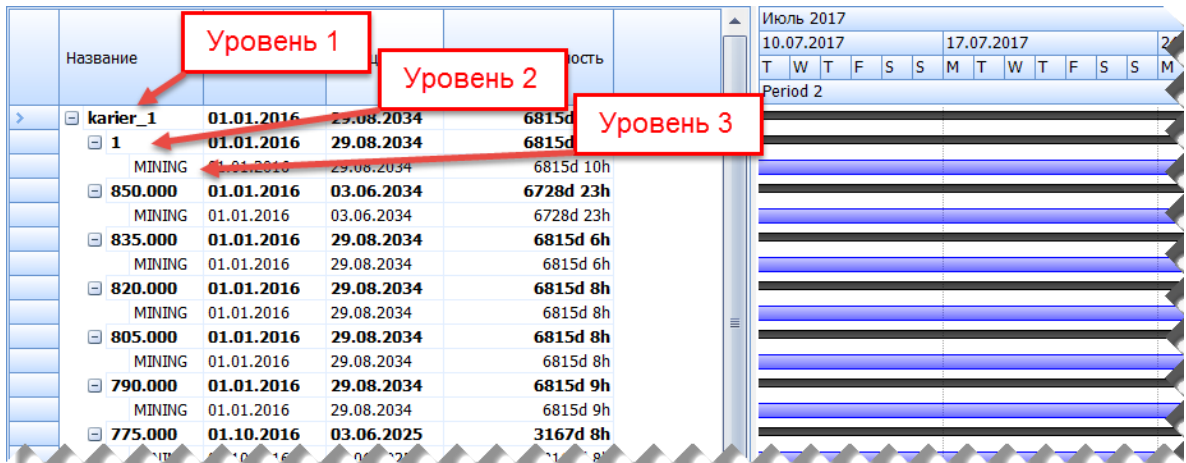 Июль 2017
Уровень 1
10.07.2017 17.07.2017
Название
Уровень 2
T W T F S S M T W T F S S M
Period 2
Уровень 3
karier_1 01.01.2016 29.08.2034 6815d
1 01.01.2016 29.08.2034 6815d
MINING 01.01.2016 29.08.2034 6815d 10h
850.000 01.01.2016 03.06.2034 6728d 23h
MINING 01.01.2016 03.06.2034 6728d 23h
835.000 01.01.2016 29.08.2034 6815d 6h
MINING 01.01.2016 29.08.2034 6815d 6h
820.000 01.01.2016 29.08.2034 6815d 8h
MINING 01.01.2016 29.08.2034 6815d 8h
805.000 01.01.2016 29.08.2034 6815d 8h
MINING 01.01.2016 29.08.2034 6815d 8h
790.000 01.01.2016 29.08.2034 6815d 9h
MINING 01.01.2016 29.08.2034 6815d 9h
775.000 01.10.2016 03.06.2025 3167d 8h